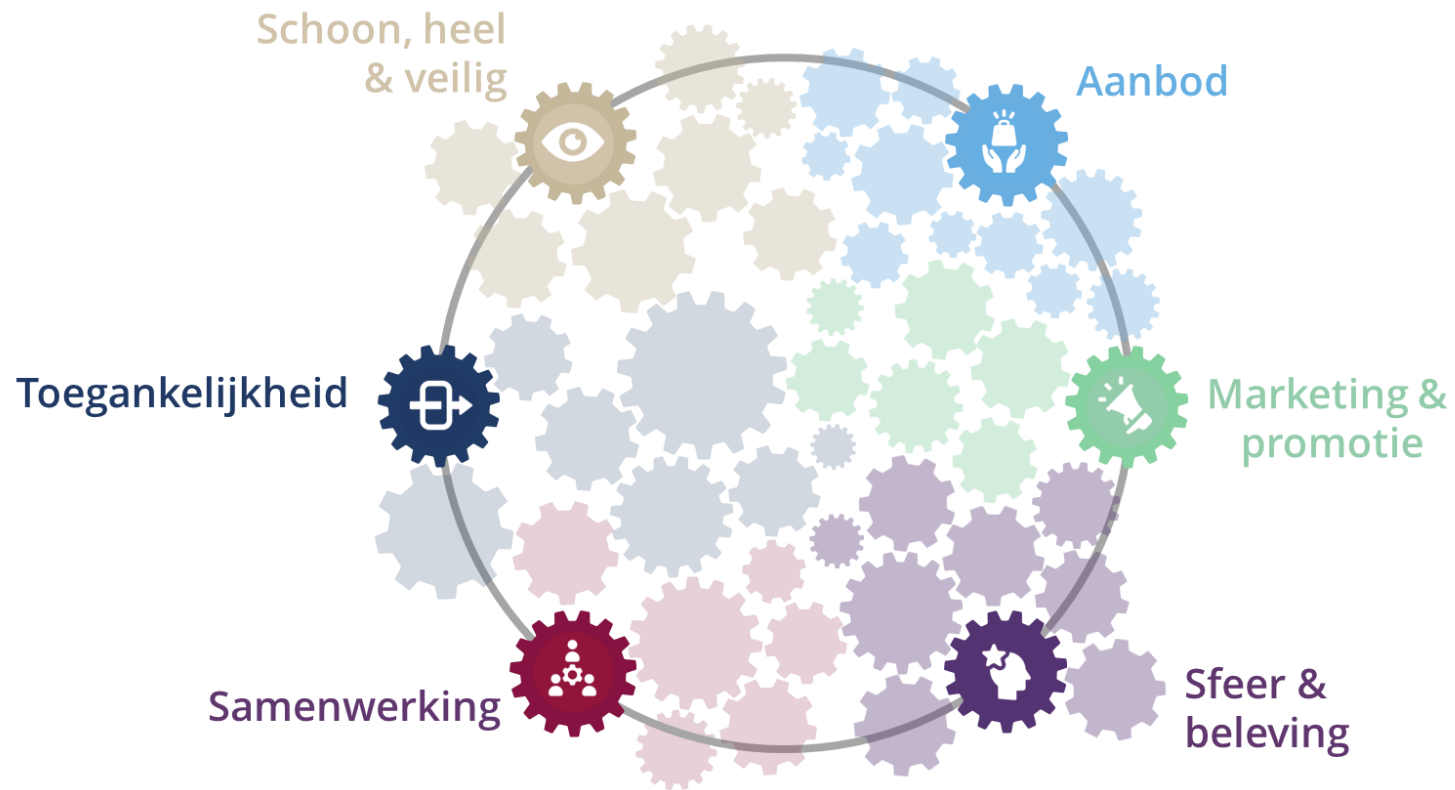 Schoon, heel
& veilig
Aanbod
Toegankelijkheid
Marketing &
promotie
Samenwerking
Sfeer &
beleving